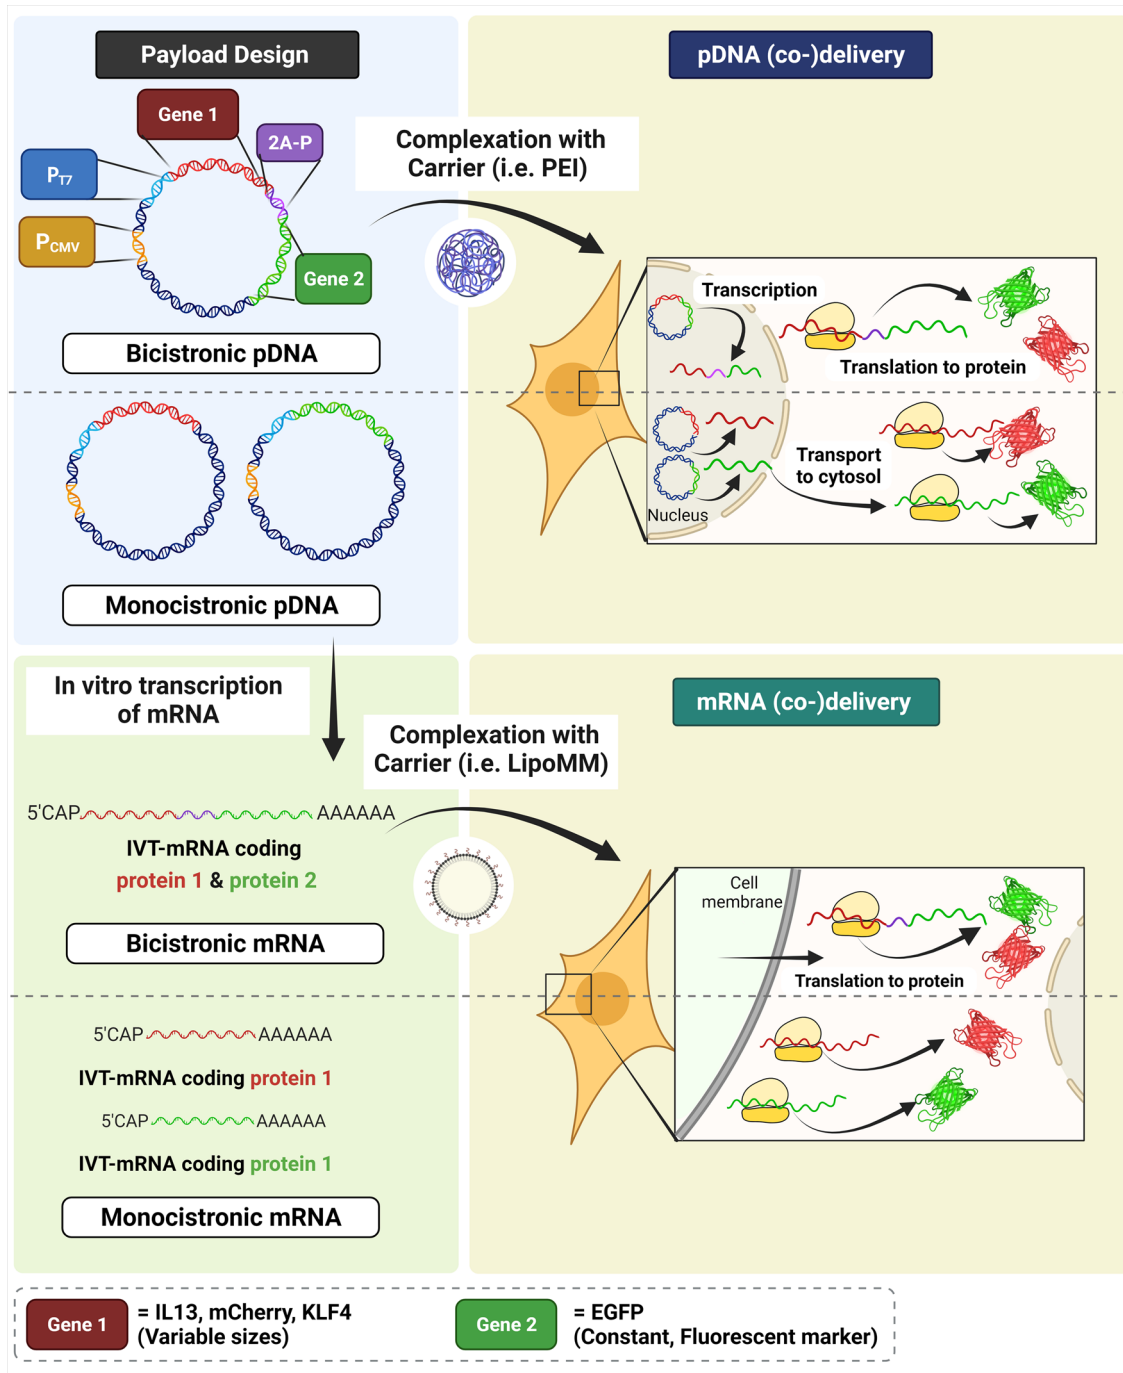 Payload Design
pDNA (co-)delivery
Gene 1
2A-P
P_T7
P_CMV
Gene 2
Bicistronic pDNA
Complexation with
Carrier (i.e. PEI)
Transcription
Translation to protein
Transport
to cytosol
Nucleus
Monocistronic pDNA
In vitro transcription
of mRNA
mRNA (co-)delivery
Complexation with
Carrier (i.e. LipoMM)
5'CAP AAAAAA
IVT-mRNA coding
protein 1 & protein 2
Bicistronic mRNA
Cell
membrane
Translation to protein
5'CAP AAAAAA
IVT-mRNA coding protein 1
5'CAP AAAAAA
IVT-mRNA coding protein 1
Monocistronic mRNA
Gene 1
= IL13, mCherry, KLF4
(Variable sizes)
Gene 2
= EGFP
(Constant, Fluorescent marker)